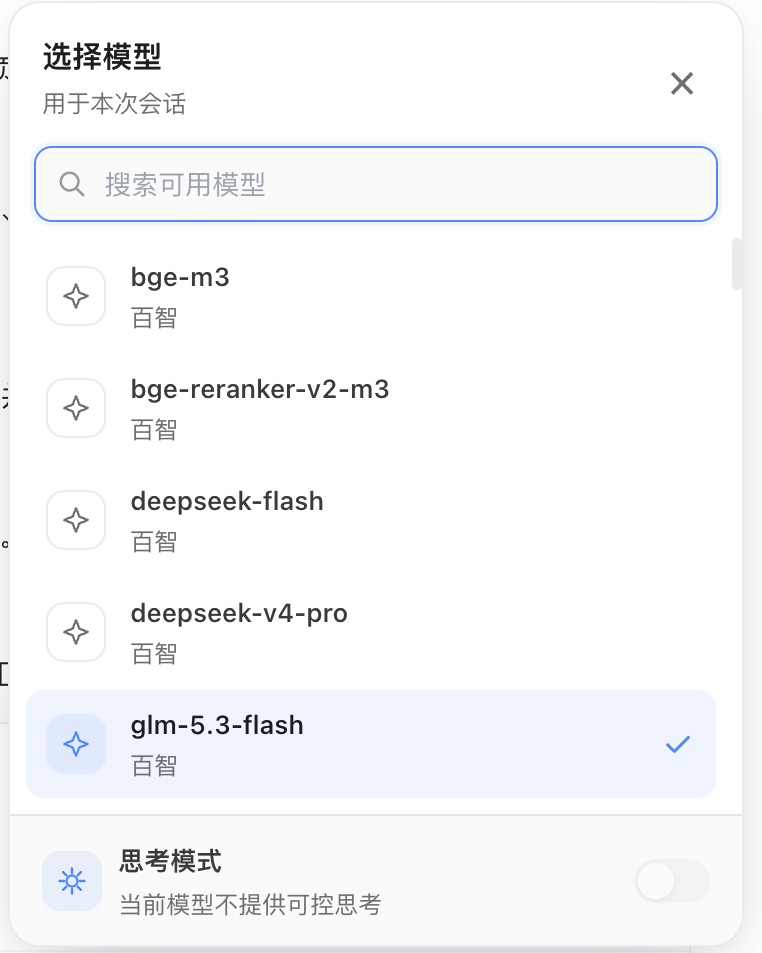 选择模型
用于本次会话
搜索可用模型
bge-m3
百智
bge-reranker-v2-m3
百智
deepseek-flash
百智
deepseek-v4-pro
百智
glm-5.3-flash
百智
思考模式
当前模型不提供可控思考